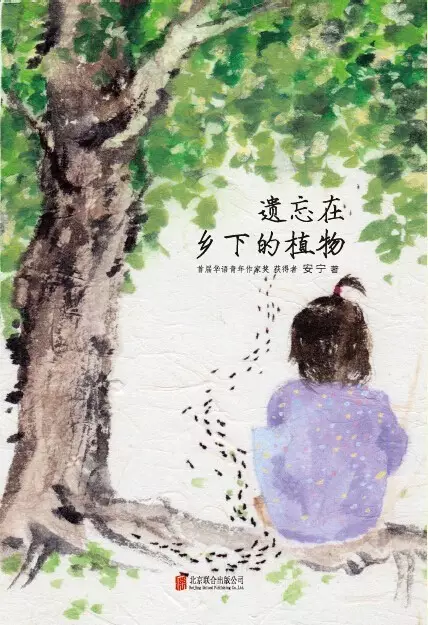 遗忘在
乡下的植物
首届华语青年作家奖 获得者 安宁 著
北京联合出版公司
Beijing United Publishing Co.,Ltd.